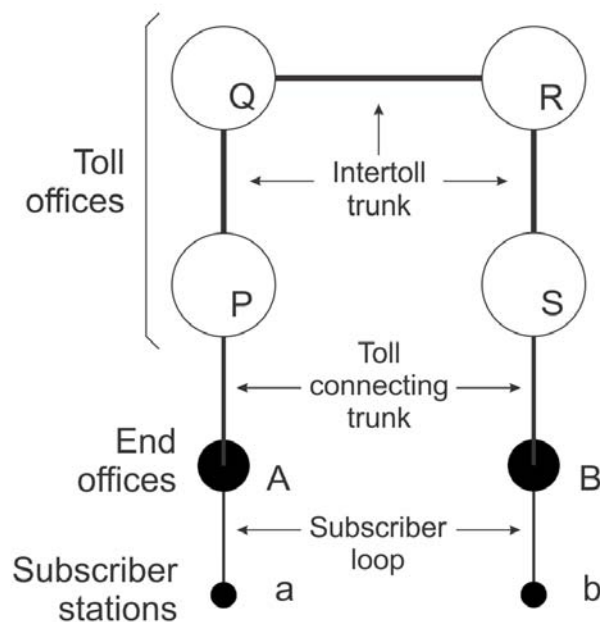 Q
R
Toll
offices
Intertoll
trunk
P
S
Toll
connecting
trunk
End
offices
A
B
Subscriber
loop
Subscriber
stations
a
b